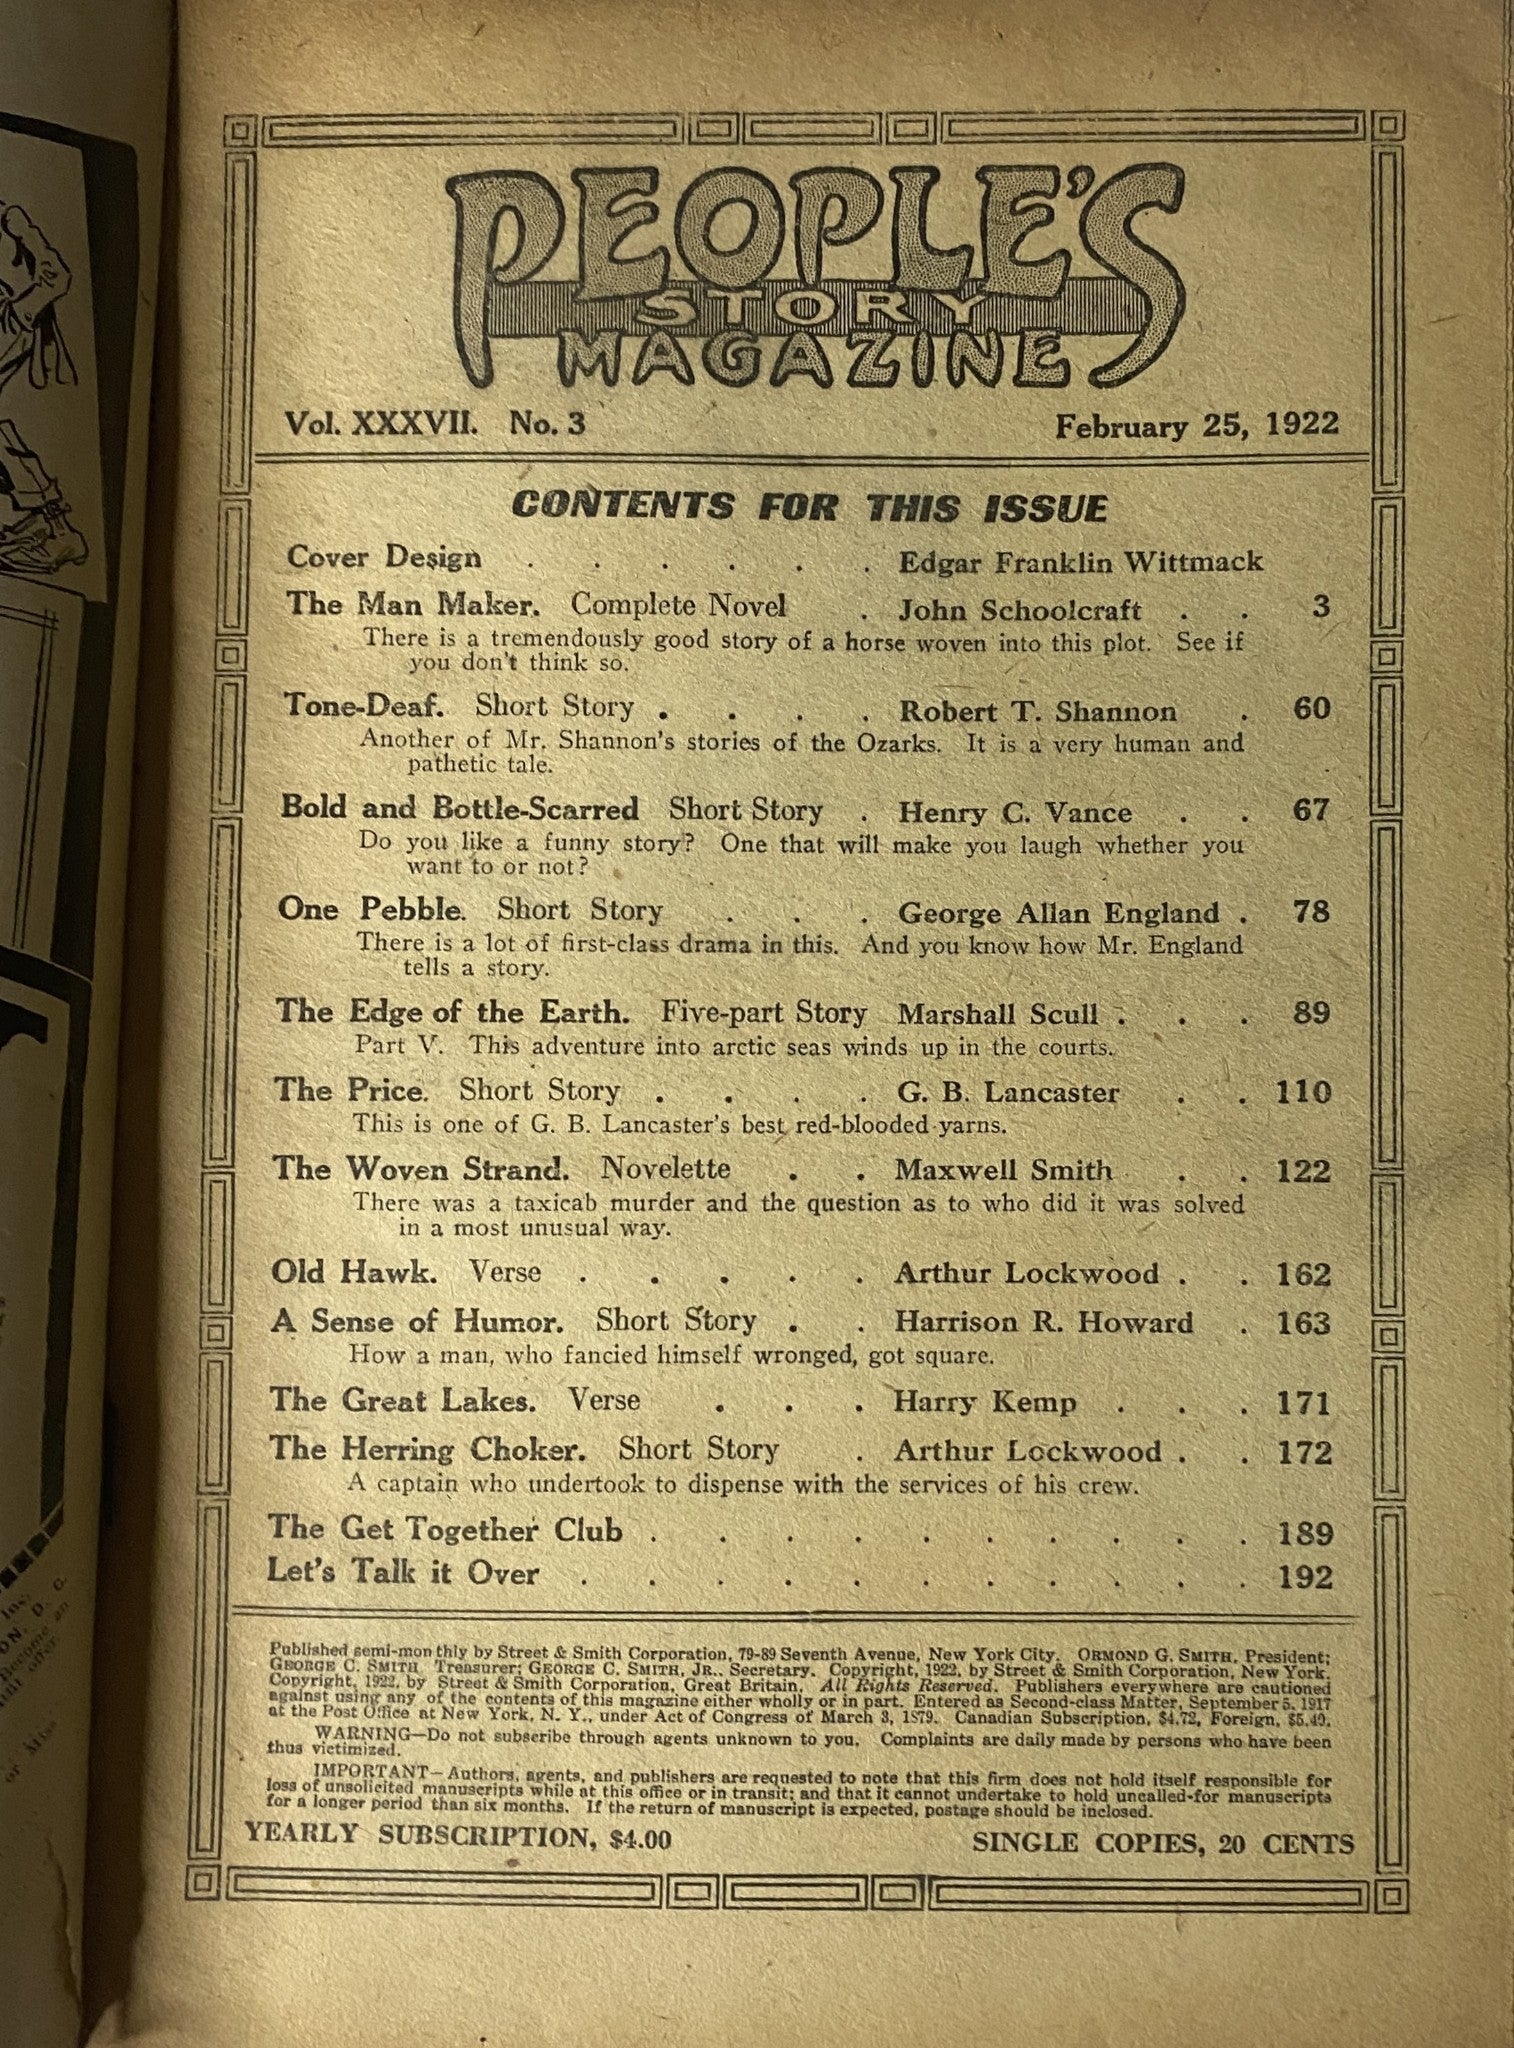 PEOPLE'S
STORY
MAGAZINE
Vol. XXXVII. No. 3 February 25, 1922
CONTENTS FOR THIS ISSUE
Cover Design . . . . . . Edgar Franklin Wittmack
The Man Maker. Complete Novel . John Schoolcraft . . 3
There is a tremendously good story of a horse woven into this plot. See if
you don't think so.
Tone-Deaf. Short Story . . . . Robert T. Shannon . 60
Another of Mr. Shannon's stories of the Ozarks. It is a very human and
pathetic tale.
Bold and Bottle-Scarred Short Story . Henry C. Vance . . 67
Do you like a funny story? One that will make you laugh whether you
want to or not?
One Pebble. Short Story . . . George Allan England . 78
There is a lot of first-class drama in this. And you know how Mr. England
tells a story.
The Edge of the Earth. Five-part Story Marshall Scull . . . 89
Part V. This adventure into arctic seas winds up in the courts.
The Price. Short Story . . . . G. B. Lancaster . . 110
This is one of G. B. Lancaster's best red-blooded yarns.
The Woven Strand. Novelette . . Maxwell Smith . . 122
There was a taxicab murder and the question as to who did it was solved
in a most unusual way.
Old Hawk. Verse . . . . . Arthur Lockwood . . 162
A Sense of Humor. Short Story . . Harrison R. Howard . 163
How a man, who fancied himself wronged, got square.
The Great Lakes. Verse . . . Harry Kemp . . . 171
The Herring Choker. Short Story . Arthur Lockwood . . 172
A captain who undertook to dispense with the services of his crew.
The Get Together Club . . . . . . . . . . 189
Let's Talk it Over . . . . . . . . . . . 192
Published semi-monthly by Street & Smith Corporation, 79-89 Seventh Avenue, New York City. ORMOND G. SMITH, President;
GEORGE C. SMITH, Treasurer; GEORGE C. SMITH, JR., Secretary. Copyright, 1922, by Street & Smith Corporation, New York.
Copyright, 1922, by Street & Smith Corporation, Great Britain. All Rights Reserved. Publishers everywhere are cautioned
against using any of the contents of this magazine either wholly or in part. Entered as Second-class Matter, September 5, 1917
at the Post Office at New York, N. Y., under Act of Congress of March 3, 1879. Canadian Subscription, $4.72, Foreign, $5.40.
WARNING—Do not subscribe through agents unknown to you. Complaints are daily made by persons who have been
thus victimized.
IMPORTANT—Authors, agents, and publishers are requested to note that this firm does not hold itself responsible for
loss of unsolicited manuscripts while at this office or in transit; and that it cannot undertake to hold uncalled-for manuscripts
for a longer period than six months. If the return of manuscript is expected, postage should be inclosed.
YEARLY SUBSCRIPTION, $4.00 SINGLE COPIES, 20 CENTS